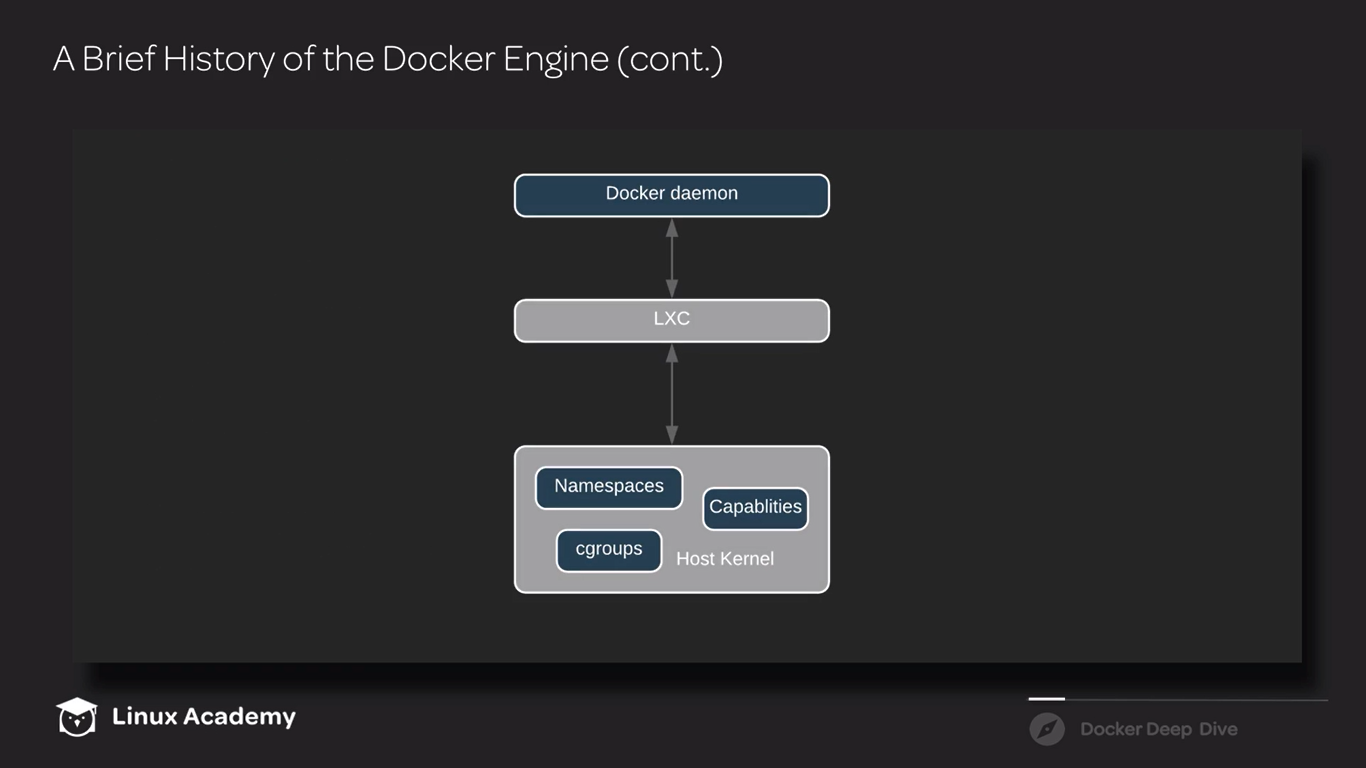 A Brief History of the Docker Engine (cont.)
Docker daemon
LXC
Namespaces
Capablities
cgroups
Host Kernel
Linux Academy
Docker Deep Dive